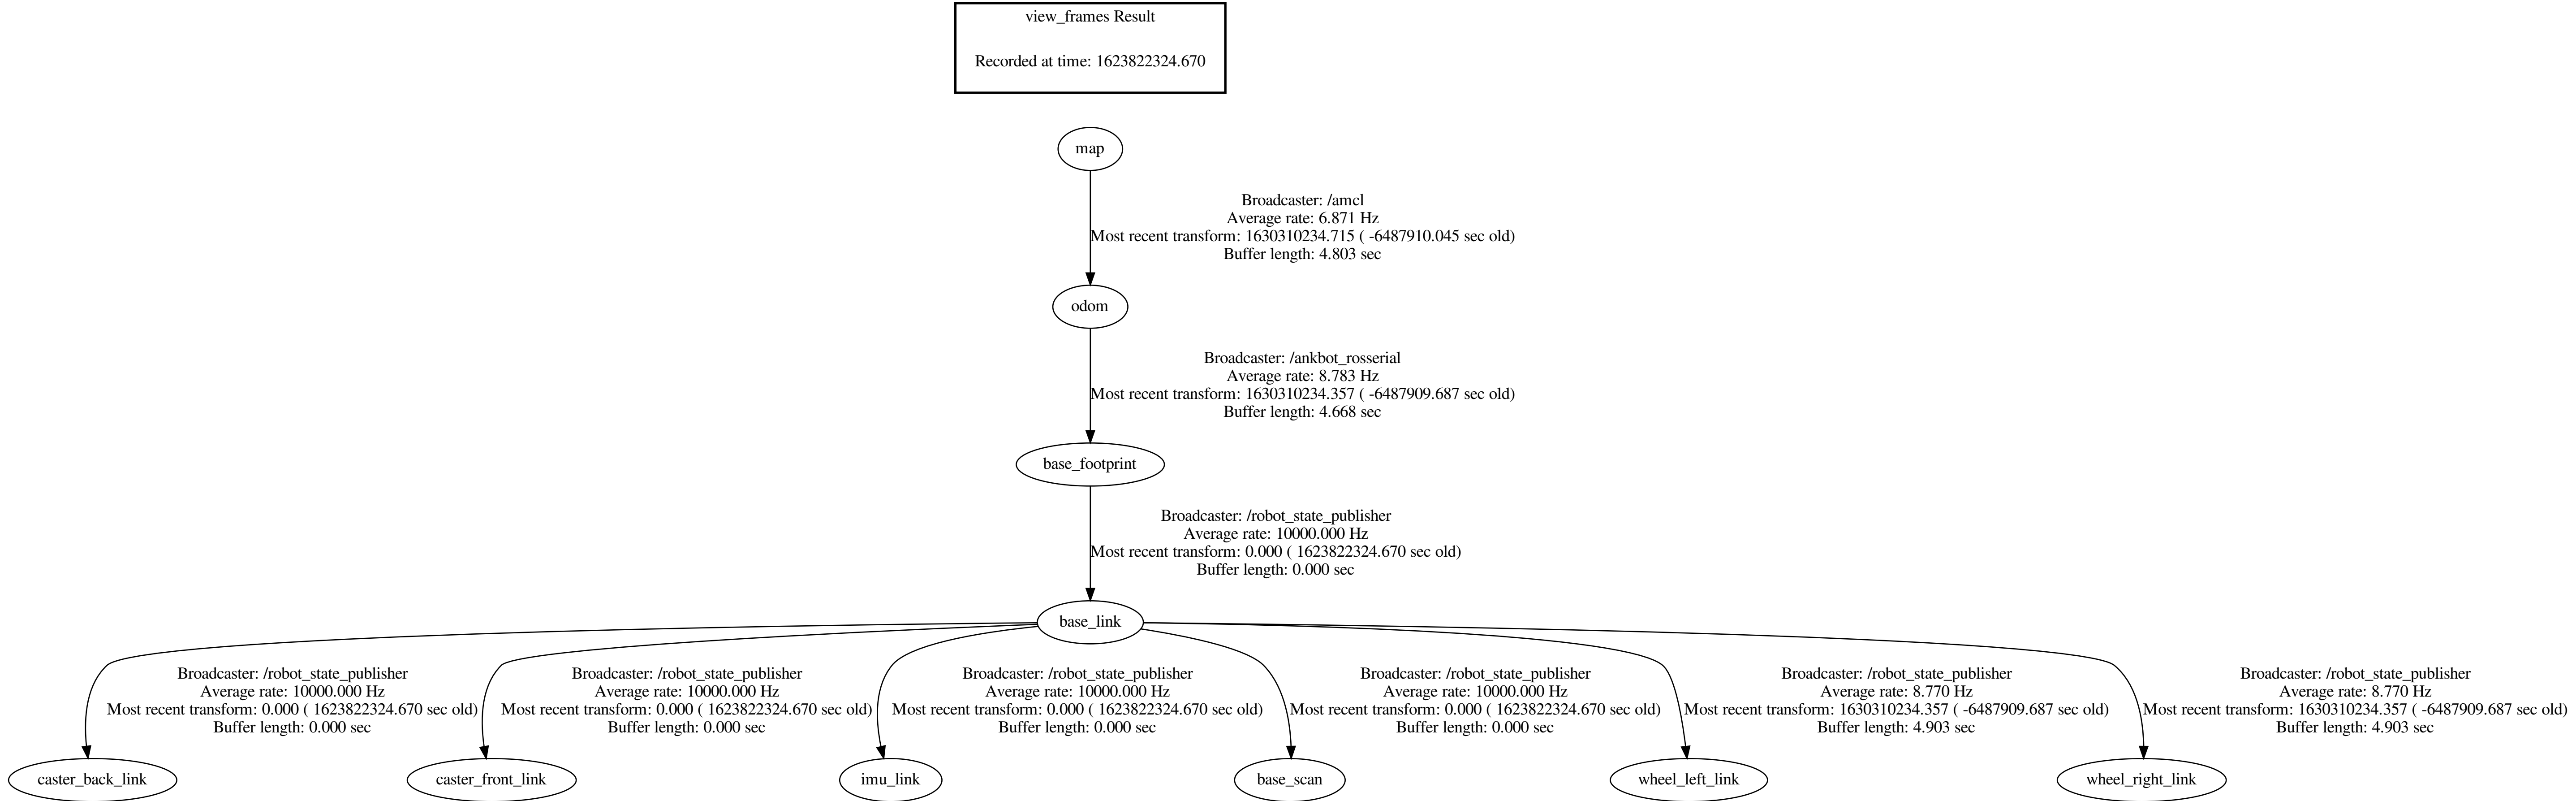 view_frames Result
Recorded at time: 1623822324.670
map
Broadcaster: /amcl
Average rate: 6.871 Hz
Most recent transform: 1630310234.715 ( -6487910.045 sec old)
Buffer length: 4.803 sec
odom
Broadcaster: /ankbot_rosserial
Average rate: 8.783 Hz
Most recent transform: 1630310234.357 ( -6487909.687 sec old)
Buffer length: 4.668 sec
base_footprint
Broadcaster: /robot_state_publisher
Average rate: 10000.000 Hz
Most recent transform: 0.000 ( 1623822324.670 sec old)
Buffer length: 0.000 sec
base_link
Broadcaster: /robot_state_publisher
Average rate: 10000.000 Hz
Most recent transform: 0.000 ( 1623822324.670 sec old)
Buffer length: 0.000 sec
Broadcaster: /robot_state_publisher
Average rate: 10000.000 Hz
Most recent transform: 0.000 ( 1623822324.670 sec old)
Buffer length: 0.000 sec
Broadcaster: /robot_state_publisher
Average rate: 10000.000 Hz
Most recent transform: 0.000 ( 1623822324.670 sec old)
Buffer length: 0.000 sec
Broadcaster: /robot_state_publisher
Average rate: 10000.000 Hz
Most recent transform: 0.000 ( 1623822324.670 sec old)
Buffer length: 0.000 sec
Broadcaster: /robot_state_publisher
Average rate: 8.770 Hz
Most recent transform: 1630310234.357 ( -6487909.687 sec old)
Buffer length: 4.903 sec
Broadcaster: /robot_state_publisher
Average rate: 8.770 Hz
Most recent transform: 1630310234.357 ( -6487909.687 sec old)
Buffer length: 4.903 sec
caster_back_link
caster_front_link
imu_link
base_scan
wheel_left_link
wheel_right_link